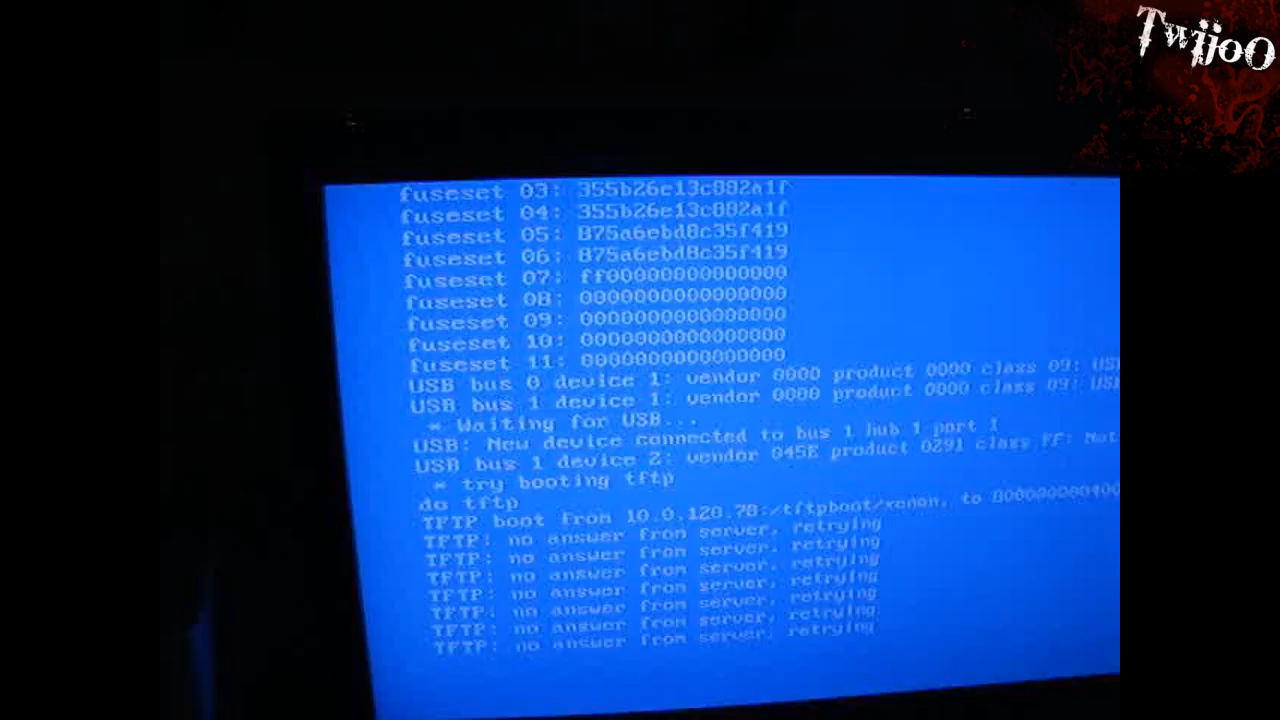 TwijoO
fuseset 03: 355b26e13c882a1f
fuseset 04: 355b26e13c882a1f
fuseset 05: B75a6ebd8c35f419
fuseset 06: B75a6ebd8c35f419
fuseset 07: ff00000000000000
fuseset 08: 0000000000000000
fuseset 09: 0000000000000000
fuseset 10: 0000000000000000
fuseset 11: 0000000000000000
USB bus 0 device 1: vendor 0000 product 0000 class 09: USB
USB bus 1 device 1: vendor 0000 product 0000 class 09: USB
* Waiting for USB...
USB: New device connected to bus 1 hub 1 port 1
USB bus 1 device 2: vendor 045E product 0291 class FF: Not
* try booting tftp
do tftp
TFTP boot from 10.0.120.78:/tftpboot/xenon, to 80000000400
TFTP: no answer from server, retrying
TFTP: no answer from server, retrying
TFTP: no answer from server, retrying
TFTP: no answer from server, retrying
TFTP: no answer from server, retrying
TFTP: no answer from server, retrying
TFTP: no answer from server, retrying